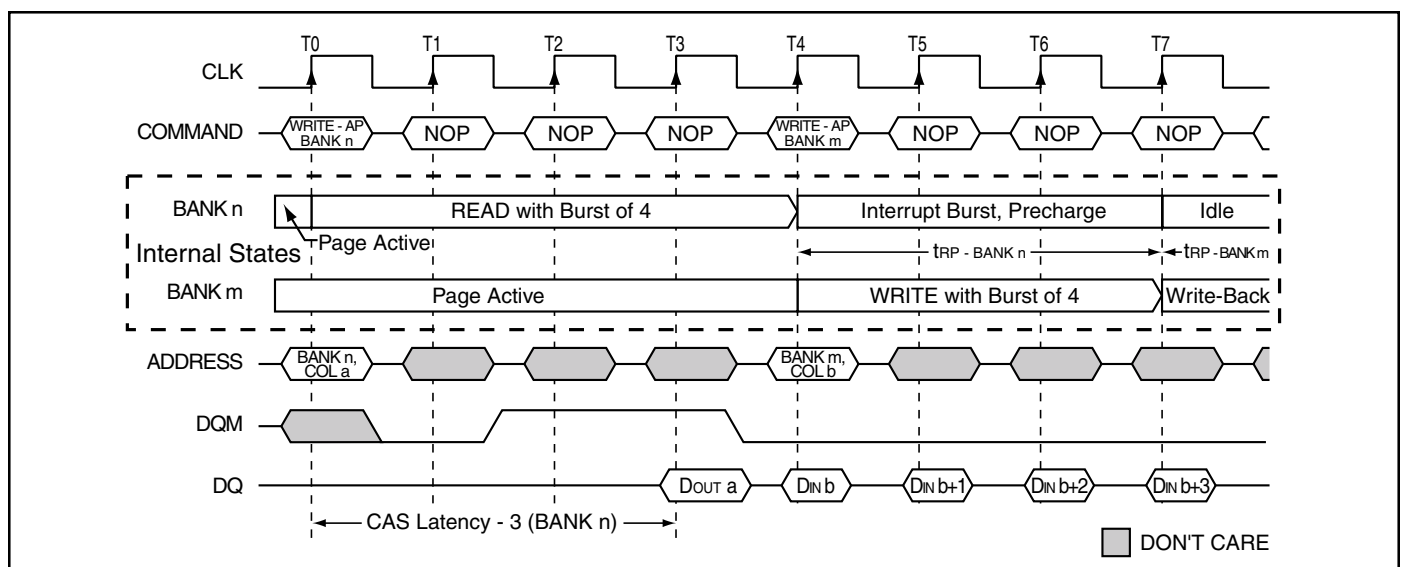 T0 T1 T2 T3 T4 T5 T6 T7
CLK
COMMAND WRITE - AP BANK n NOP NOP NOP WRITE - AP BANK m NOP NOP NOP
BANK n READ with Burst of 4 Interrupt Burst, Precharge Idle
Internal States Page Active tRP - BANK n tRP - BANK m
BANK m Page Active WRITE with Burst of 4 Write-Back
ADDRESS BANK n, COL a BANK m, COL b
DQM
DQ DOUT a DIN b DIN b+1 DIN b+2 DIN b+3
CAS Latency - 3 (BANK n)
DON'T CARE